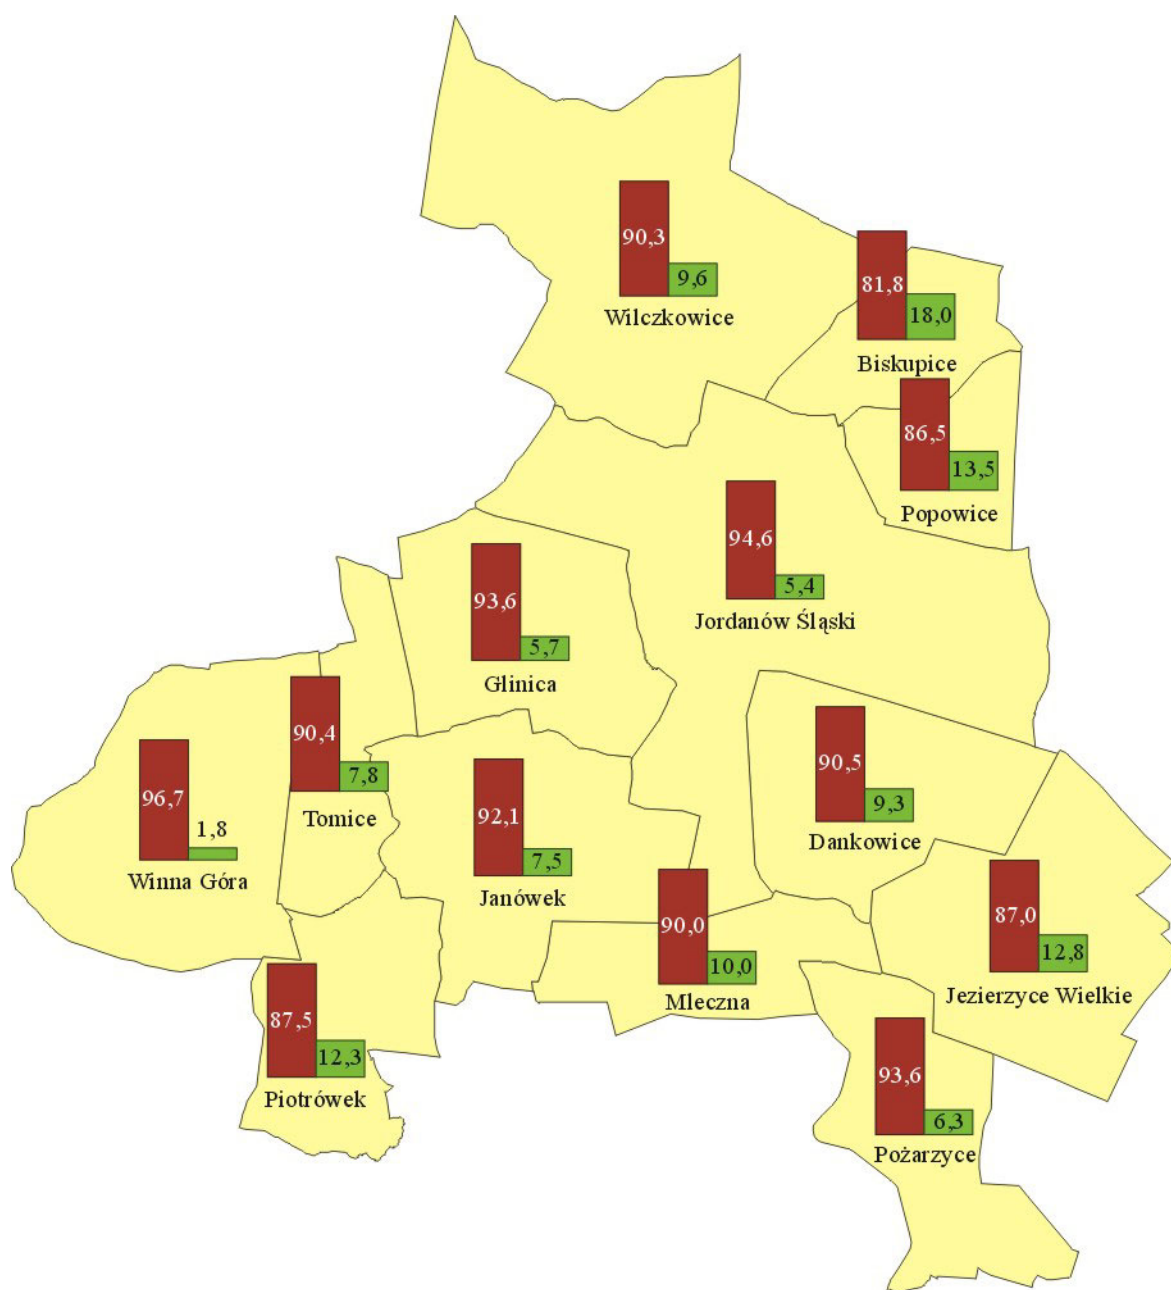 90,3
9,6
Wilczkowice
81,8
18,0
Biskupice
86,5
13,5
Popowice
94,6
5,4
Jordanów Śląski
93,6
5,7
Glinica
90,4
7,8
Tomice
96,7
1,8
Winna Góra
92,1
7,5
Janówek
90,5
9,3
Dankowice
90,0
10,0
Mleczna
87,0
12,8
Jezierzyce Wielkie
87,5
12,3
Piotrówek
93,6
6,3
Pożarzyce